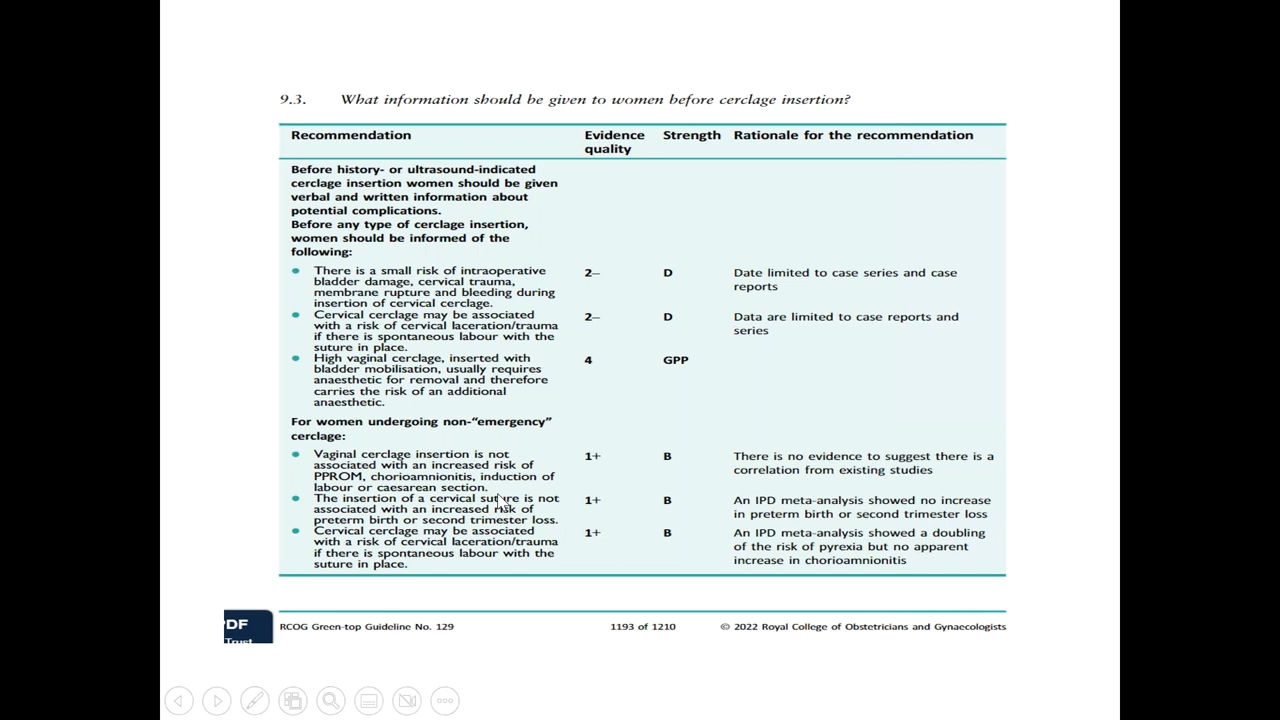 9.3. What information should be given to women before cerclage insertion?
Recommendation Evidence quality Strength Rationale for the recommendation
Before history- or ultrasound-indicated
cerclage insertion women should be given
verbal and written information about
potential complications.
Before any type of cerclage insertion,
women should be informed of the
following:
• There is a small risk of intraoperative
bladder damage, cervical trauma,
membrane rupture and bleeding during
insertion of cervical cerclage.
2– D Date limited to case series and case
reports
• Cervical cerclage may be associated
with a risk of cervical laceration/trauma
if there is spontaneous labour with the
suture in place.
2– D Data are limited to case reports and
series
• High vaginal cerclage, inserted with
bladder mobilisation, usually requires
anaesthetic for removal and therefore
carries the risk of an additional
anaesthetic.
4 GPP
For women undergoing non-“emergency”
cerclage:
• Vaginal cerclage insertion is not
associated with an increased risk of
PPROM, chorioamnionitis, induction of
labour or caesarean section.
1+ B There is no evidence to suggest there is a
correlation from existing studies
• The insertion of a cervical suture is not
associated with an increased risk of
preterm birth or second trimester loss.
1+ B An IPD meta-analysis showed no increase
in preterm birth or second trimester loss
• Cervical cerclage may be associated
with a risk of cervical laceration/trauma
if there is spontaneous labour with the
suture in place.
1+ B An IPD meta-analysis showed a doubling
of the risk of pyrexia but no apparent
increase in chorioamnionitis
DF
Trust
RCOG Green-top Guideline No. 129 1193 of 1210 © 2022 Royal College of Obstetricians and Gynaecologists